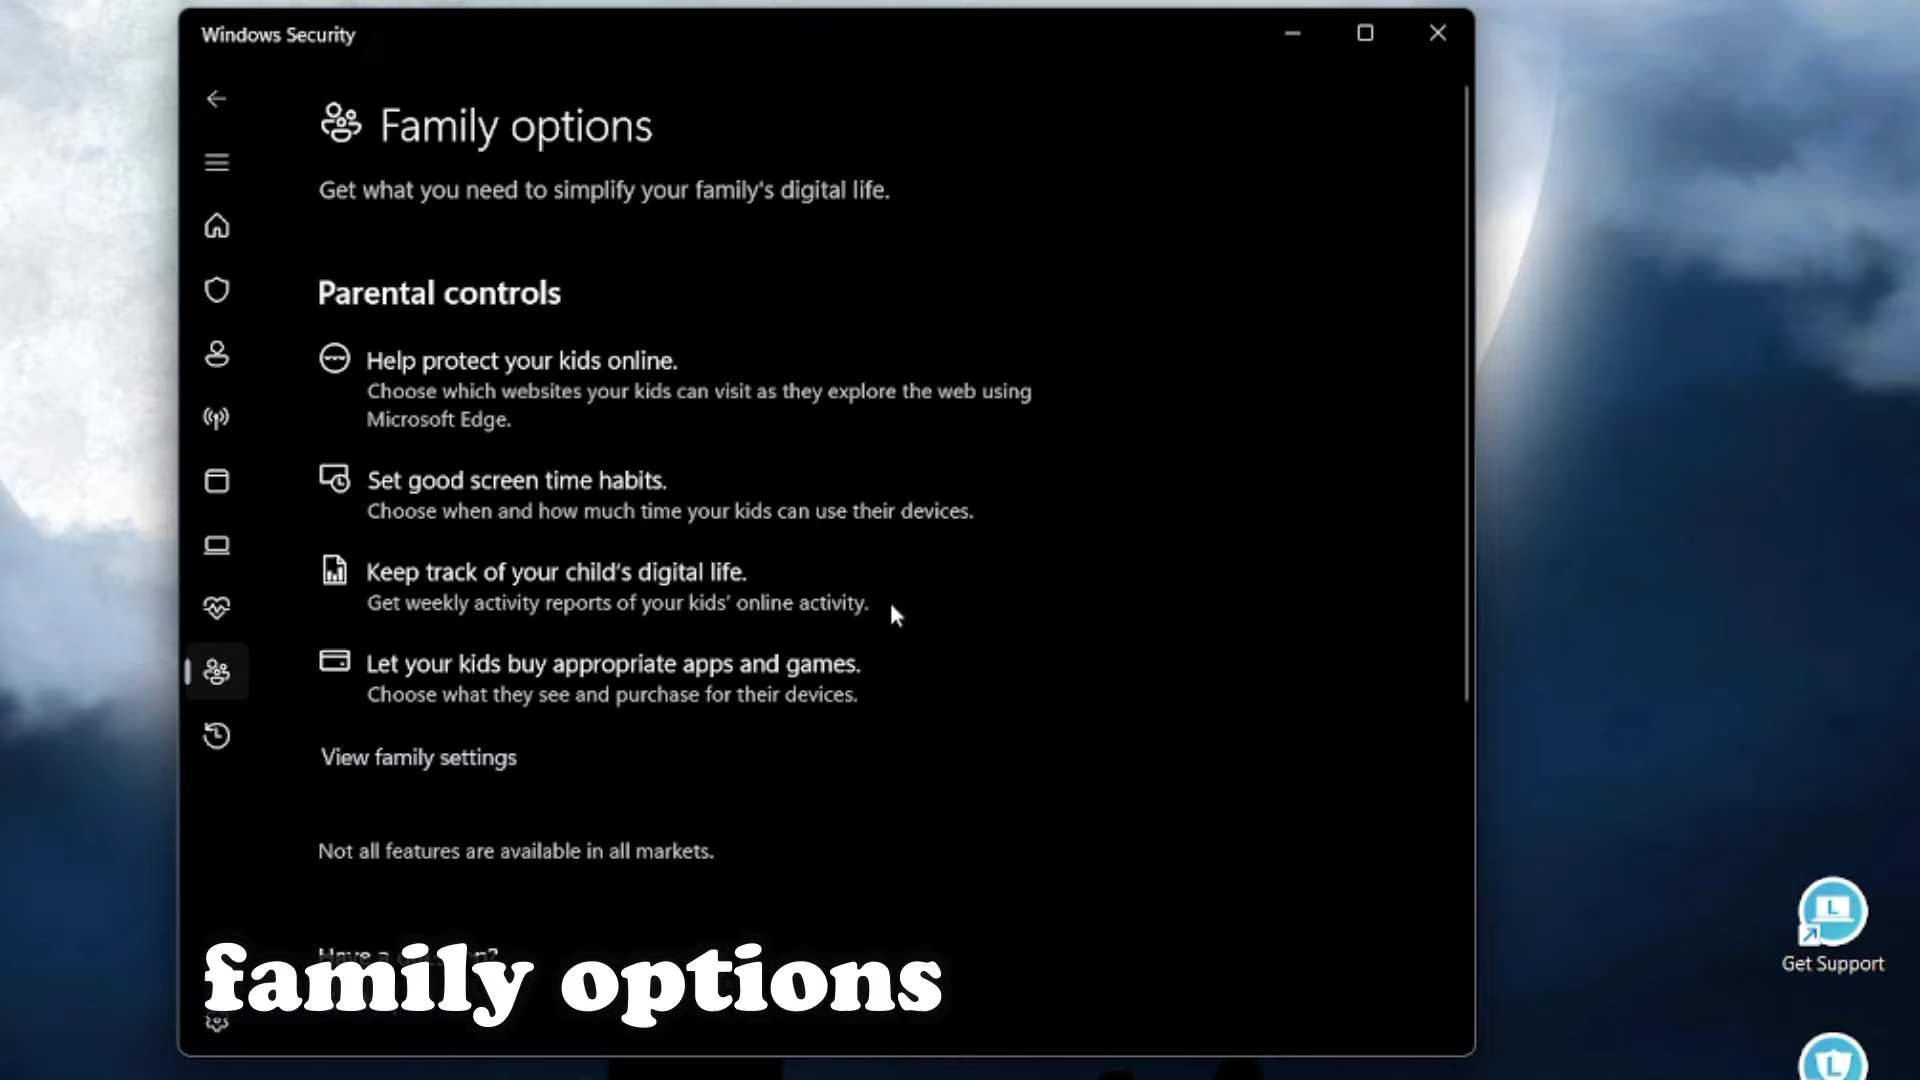 Windows Security
Family options
Get what you need to simplify your family's digital life.
Parental controls
Help protect your kids online.
Choose which websites your kids can visit as they explore the web using
Microsoft Edge.
Set good screen time habits.
Choose when and how much time your kids can use their devices.
Keep track of your child's digital life.
Get weekly activity reports of your kids' online activity.
Let your kids buy appropriate apps and games.
Choose what they see and purchase for their devices.
View family settings
Not all features are available in all markets.
Have a
family options
L
Get Support
L